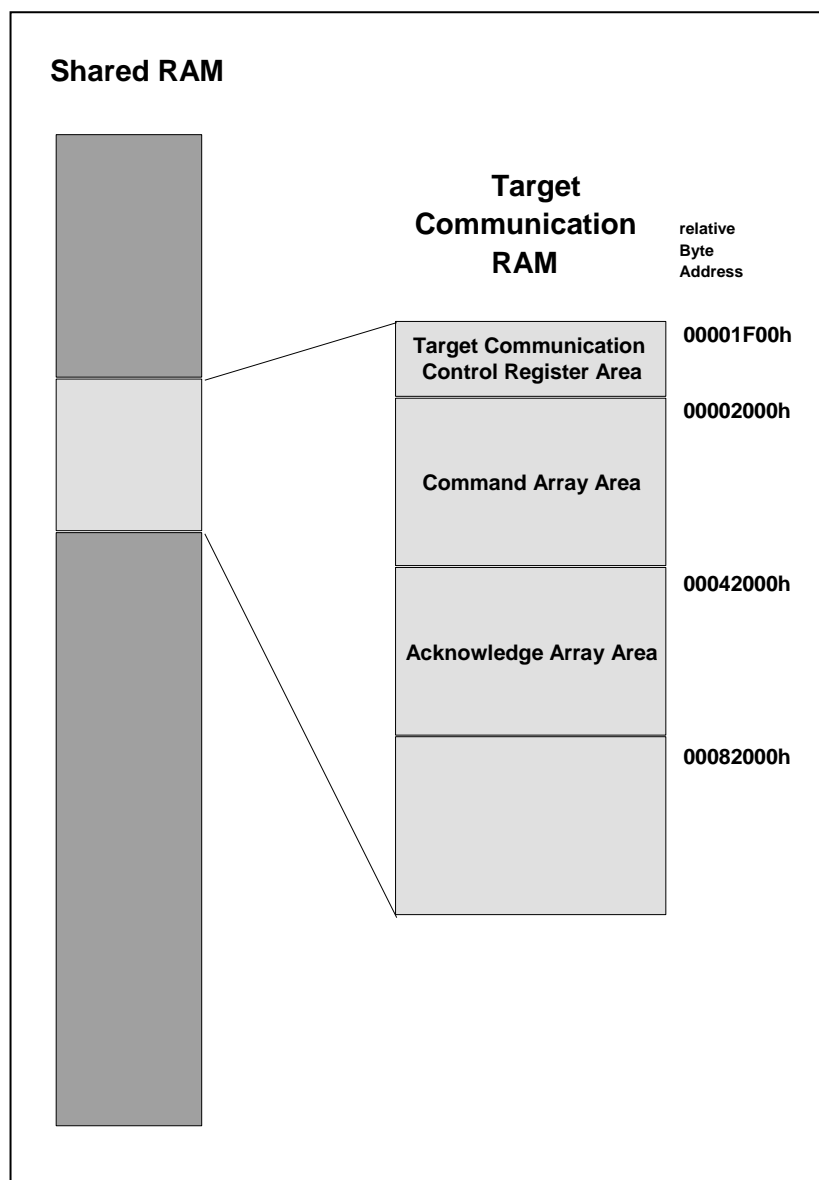 Shared RAM
Target
Communication
RAM
relative
Byte
Address
Target Communication
Control Register Area
00001F00h
00002000h
Command Array Area
00042000h
Acknowledge Array Area
00082000h